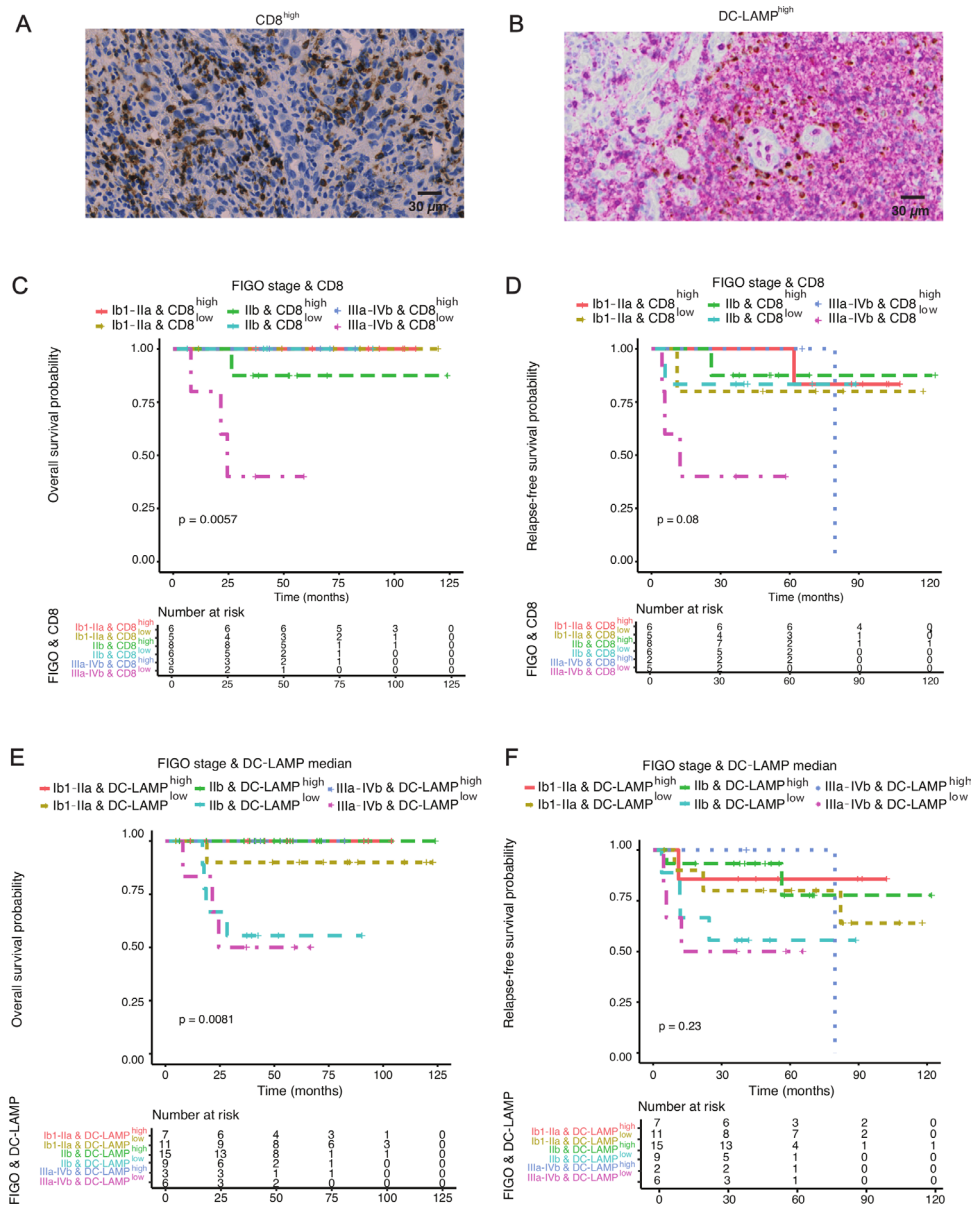 A
CD8high
30 µm
B
DC-LAMPhigh
30 µm
C
FIGO stage & CD8
Ib1-IIa & CD8high IIb & CD8high IIIa-IVb & CD8high
Ib1-IIa & CD8low IIb & CD8low IIIa-IVb & CD8low
Overall survival probability
1.00
0.75
0.50
0.25
0.00
p = 0.0057
0 25 50 75 100 125
Time (months)
FIGO & CD8
Number at risk
Ib1-IIa & CD8high 6 6 6 5 3 0
Ib1-IIa & CD8low 5 4 3 2 1 0
IIb & CD8high 8 8 5 1 1 0
IIb & CD8low 6 5 2 1 0 0
IIIa-IVb & CD8high 3 3 2 1 0 0
IIIa-IVb & CD8low 5 2 1 0 0 0
0 25 50 75 100 125
D
FIGO stage & CD8
Ib1-IIa & CD8high IIb & CD8high IIIa-IVb & CD8high
Ib1-IIa & CD8low IIb & CD8low IIIa-IVb & CD8low
Relapse-free survival probability
1.00
0.75
0.50
0.25
0.00
p = 0.08
0 30 60 90 120
Time (months)
FIGO & CD8
Number at risk
Ib1-IIa & CD8high 6 6 6 4 0
Ib1-IIa & CD8low 5 4 3 1 0
IIb & CD8high 8 7 2 1 1
IIb & CD8low 6 5 2 0 0
IIIa-IVb & CD8high 2 2 2 0 0
IIIa-IVb & CD8low 5 2 0 0 0
0 30 60 90 120
E
FIGO stage & DC-LAMP median
Ib1-IIa & DC-LAMPhigh IIb & DC-LAMPhigh IIIa-IVb & DC-LAMPhigh
Ib1-IIa & DC-LAMPlow IIb & DC-LAMPlow IIIa-IVb & DC-LAMPlow
Overall survival probability
1.00
0.75
0.50
0.25
0.00
p = 0.0081
0 25 50 75 100 125
Time (months)
FIGO & DC-LAMP
Number at risk
Ib1-IIa & DC-LAMPhigh 7 6 4 3 1 0
Ib1-IIa & DC-LAMPlow 11 9 8 6 3 0
IIb & DC-LAMPhigh 15 13 8 1 1 0
IIb & DC-LAMPlow 9 6 2 1 0 0
IIIa-IVb & DC-LAMPhigh 3 3 1 0 0 0
IIIa-IVb & DC-LAMPlow 6 3 2 0 0 0
0 25 50 75 100 125
F
FIGO stage & DC-LAMP median
Ib1-IIa & DC-LAMPhigh IIb & DC-LAMPhigh IIIa-IVb & DC-LAMPhigh
Ib1-IIa & DC-LAMPlow IIb & DC-LAMPlow IIIa-IVb & DC-LAMPlow
Relapse-free survival probability
1.00
0.75
0.50
0.25
0.00
p = 0.23
0 30 60 90 120
Time (months)
FIGO & DC-LAMP
Number at risk
Ib1-IIa & DC-LAMPhigh 7 6 3 2 0
Ib1-IIa & DC-LAMPlow 11 8 7 2 0
IIb & DC-LAMPhigh 15 13 4 1 1
IIb & DC-LAMPlow 9 5 1 0 0
IIIa-IVb & DC-LAMPhigh 2 2 1 0 0
IIIa-IVb & DC-LAMPlow 6 3 1 0 0
0 30 60 90 120